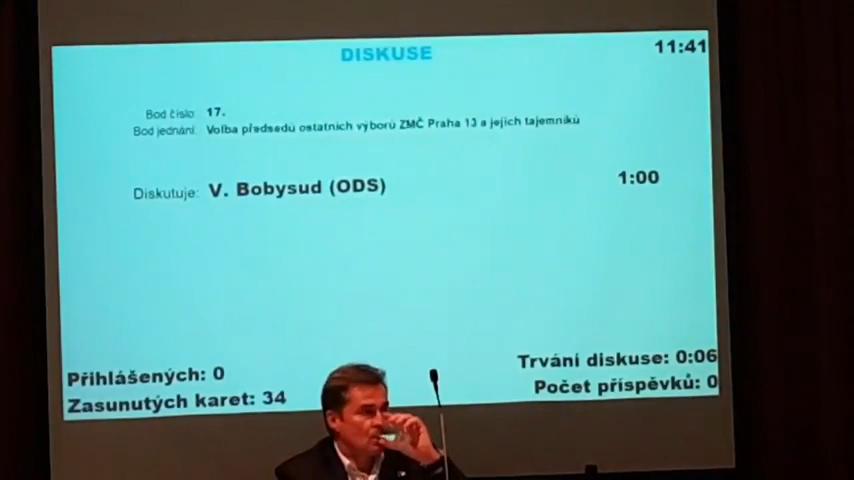 DISKUSE
11:41
Bod číslo: 17.
Bod jednání: Volba předsedů ostatních výborů ZMČ Praha 13 a jejich tajemníků
Diskutuje: V. Bobysud (ODS) 1:00
Přihlášených: 0
Zasunutých karet: 34
Trvání diskuse: 0:06
Počet příspěvků: 0